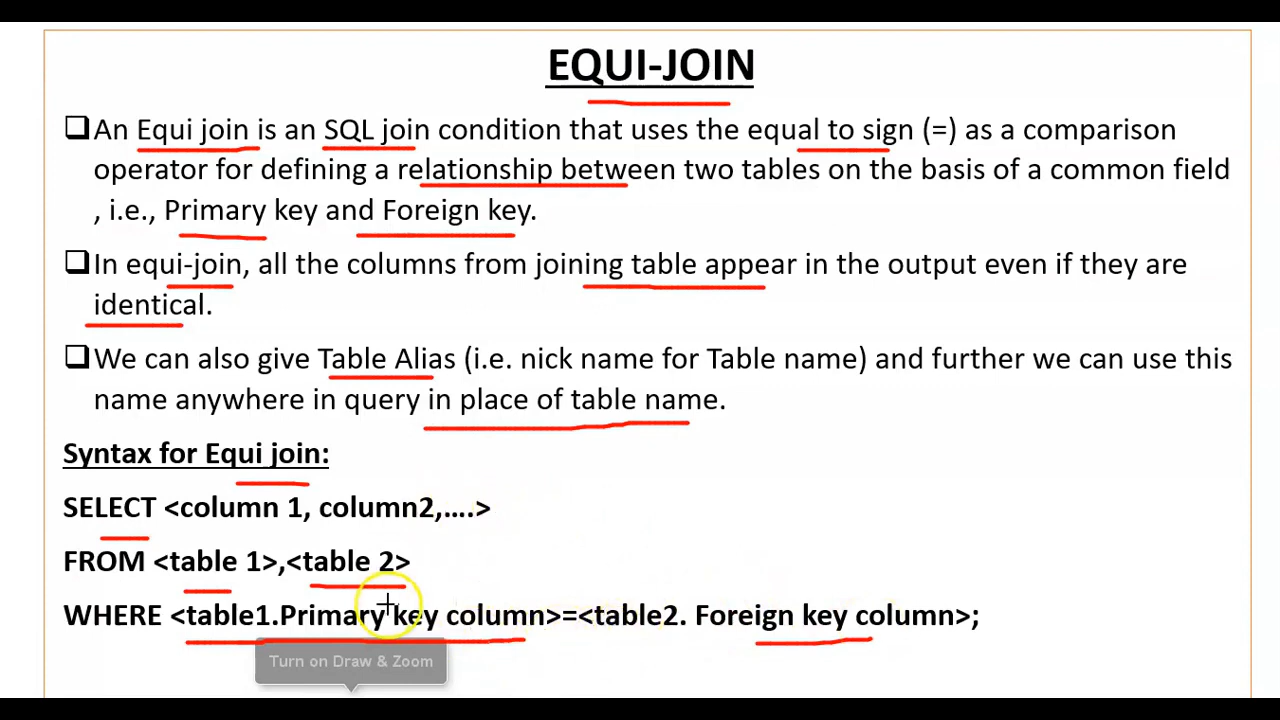 EQUI-JOIN
❑An Equi join is an SQL join condition that uses the equal to sign (=) as a comparison
operator for defining a relationship between two tables on the basis of a common field
, i.e., Primary key and Foreign key.
❑In equi-join, all the columns from joining table appear in the output even if they are
identical.
❑We can also give Table Alias (i.e. nick name for Table name) and further we can use this
name anywhere in query in place of table name.
Syntax for Equi join:
SELECT <column 1, column2,….>
FROM <table 1>,<table 2>
WHERE <table1.Primary key column>=<table2. Foreign key column>;
Turn on Draw & Zoom